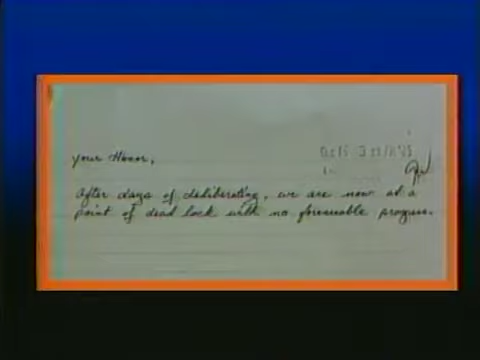 your Honor,
After days of deliberating, we are now at a
point of dead lock with no foreseeable progress.